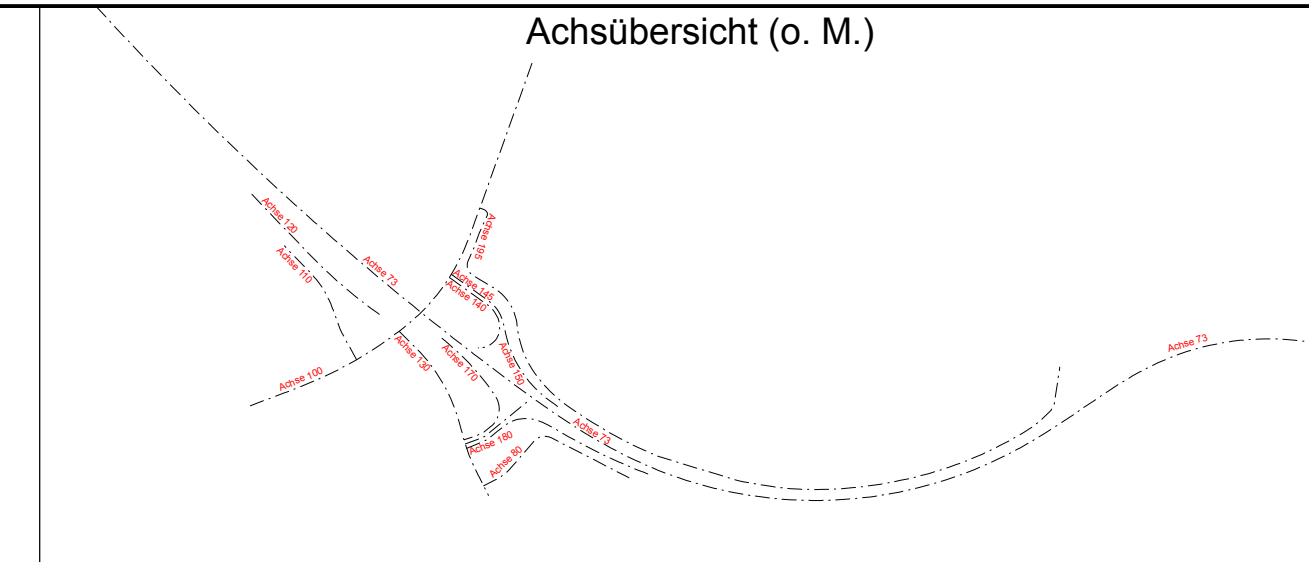 Achsübersicht (o. M.)
Achse 120
Achse 195
Achse 110
Achse 73
Achse 145
Achse 140
Achse 130
Achse 170
Achse 150
Achse 73
Achse 100
Achse 73
Achse 180
Achse 80